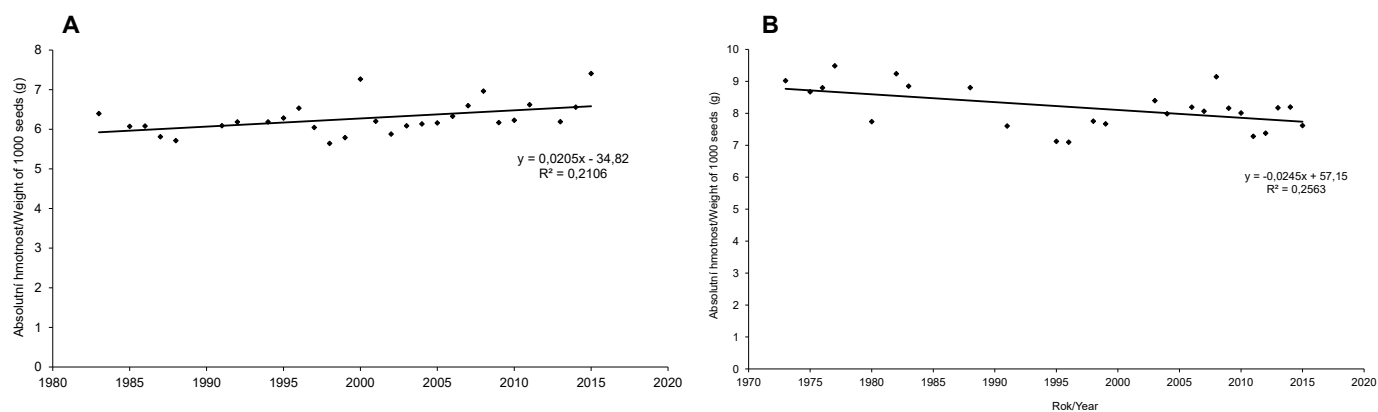 A
Absolutní hmotnost/Weight of 1000 seeds (g)
8
7
6
5
4
3
2
1
0
y = 0,0205x - 34,82
R² = 0,2106
1980 1985 1990 1995 2000 2005 2010 2015 2020
B
Absolutní hmotnost/Weight of 1000 seeds (g)
10
9
8
7
6
5
4
3
2
1
0
y = -0,0245x + 57,15
R² = 0,2563
1970 1975 1980 1985 1990 1995 2000 2005 2010 2015 2020
Rok/Year